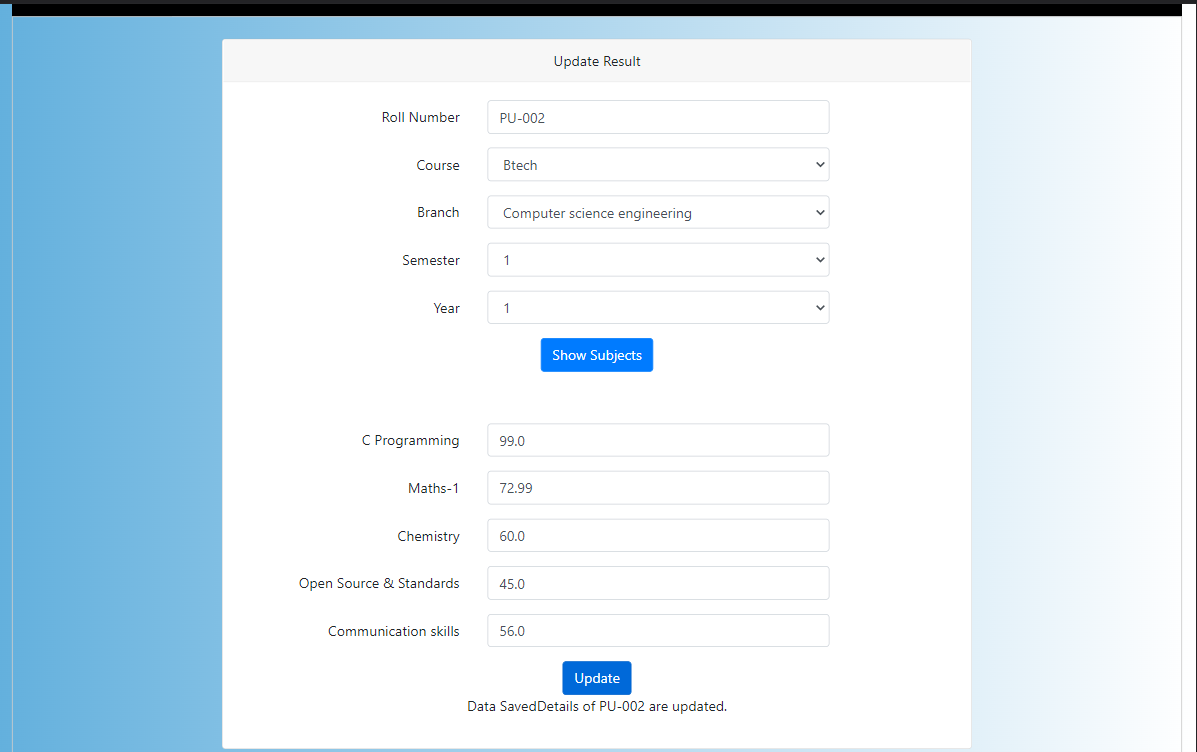 Update Result
Roll Number PU-002
Course Btech
Branch Computer science engineering
Semester 1
Year 1
Show Subjects
C Programming 99.0
Maths-1 72.99
Chemistry 60.0
Open Source & Standards 45.0
Communication skills 56.0
Update
Data SavedDetails of PU-002 are updated.